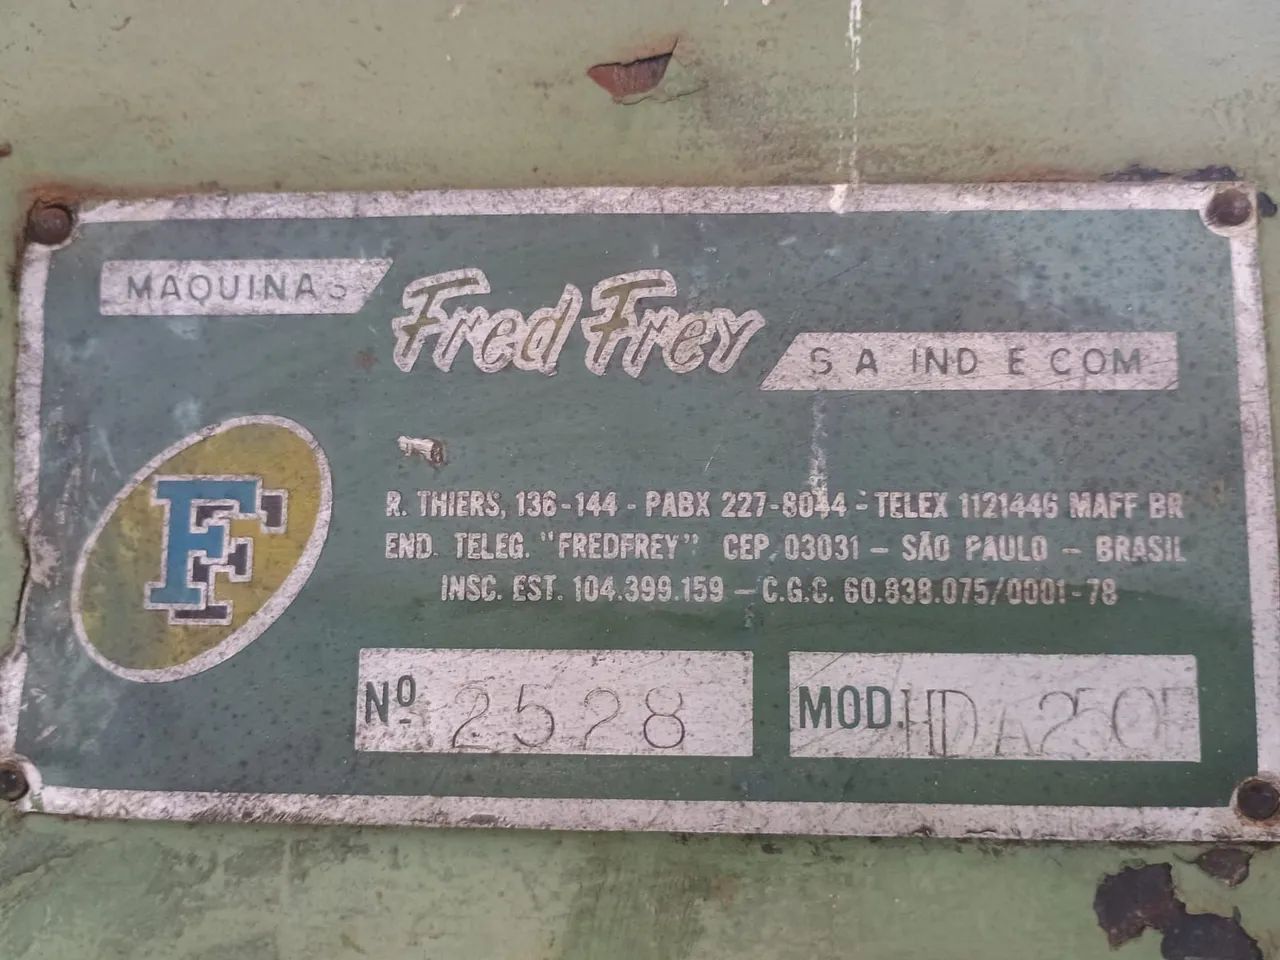 MAQUINAS Fred Frey S A IND E COM
F
R. THIERS, 136-144 - PABX 227-8044 - TELEX 1121446 MAFF BR
END. TELEG. "FREDFREY" CEP 03031 - SÃO PAULO - BRASIL
INSC. EST. 104.399.159 - C.G.C. 60.838.075/0001-78
Nº 2528 MOD.